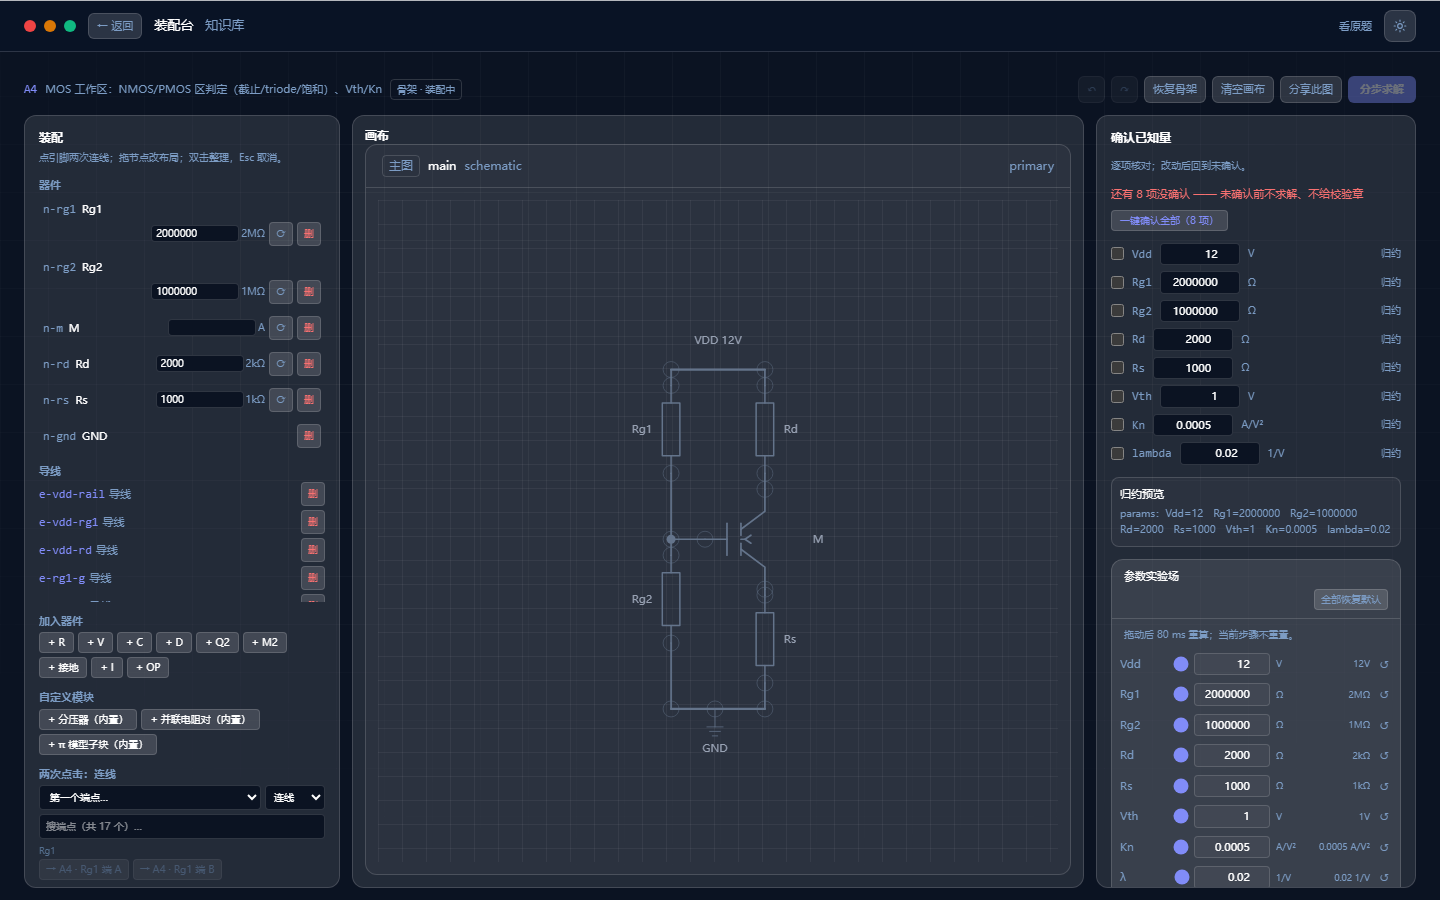 ← 返回 装配台 知识库 看原题
A4 MOS 工作区：NMOS/PMOS 区判定（截止/triode/饱和）、Vth/Kn 骨架 · 装配中 恢复骨架 清空画布 分享此图 分步求解
装配
点引脚两次连线；拖节点改布局；双击整理，Esc 取消。
器件
n-rg1 Rg1
2000000 2MΩ 删
n-rg2 Rg2
1000000 1MΩ 删
n-m M A 删
n-rd Rd 2000 2kΩ 删
n-rs Rs 1000 1kΩ 删
n-gnd GND 删
导线
e-vdd-rail 导线 删
e-vdd-rg1 导线 删
e-vdd-rd 导线 删
e-rg1-g 导线 删
加入器件
+ R + V + C + D + Q2 + M2
+ 接地 + I + OP
自定义模块
+ 分压器（内置） + 并联电阻对（内置）
+ π 模型子块（内置）
两次点击：连线
第一个端点... 连线
搜端点（共 17 个）...
Rg1
→ A4 · Rg1 端 A → A4 · Rg1 端 B
画布
主图 main schematic primary
VDD 12V
Rg1 Rd
M
Rg2
Rs
GND
确认已知量
逐项核对；改动后回到未确认。
还有 8 项没确认 —— 未确认前不求解、不给校验章
一键确认全部（8 项）
Vdd 12 V 归约
Rg1 2000000 Ω 归约
Rg2 1000000 Ω 归约
Rd 2000 Ω 归约
Rs 1000 Ω 归约
Vth 1 V 归约
Kn 0.0005 A/V² 归约
lambda 0.02 1/V 归约
归约预览
params: Vdd=12 Rg1=2000000 Rg2=1000000
Rd=2000 Rs=1000 Vth=1 Kn=0.0005 lambda=0.02
参数实验场
全部恢复默认
拖动后 80 ms 重算；当前步骤不重置。
Vdd 12 V 12V ↺
Rg1 2000000 Ω 2MΩ ↺
Rg2 1000000 Ω 1MΩ ↺
Rd 2000 Ω 2kΩ ↺
Rs 1000 Ω 1kΩ ↺
Vth 1 V 1V ↺
Kn 0.0005 A/V² 0.0005 A/V² ↺
λ 0.02 1/V 0.02 1/V ↺